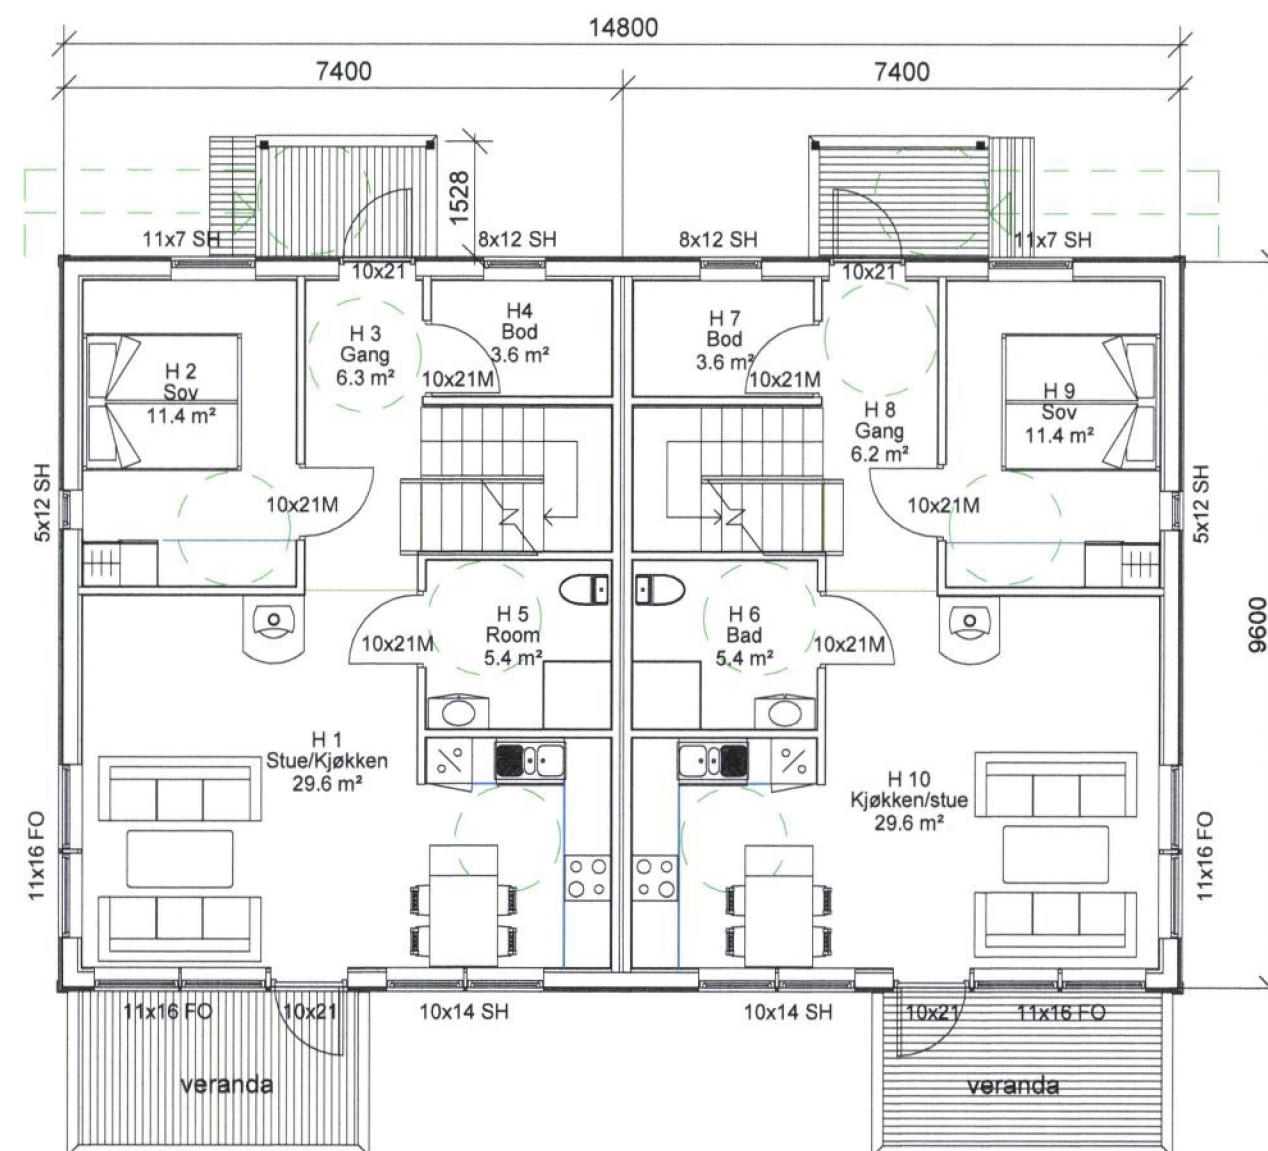 14800
7400
7400
1528
11x7 SH
8x12 SH
8x12 SH
11x7 SH
10x21
10x21
H 2
Sov
11.4 m²
H 3
Gang
6.3 m²
H4
Bod
3.6 m²
10x21M
H 7
Bod
3.6 m²
10x21M
H 8
Gang
6.2 m²
H 9
Sov
11.4 m²
5x12 SH
10x21M
10x21M
5x12 SH
9600
10x21M
H 5
Room
5.4 m²
H 6
Bad
5.4 m²
10x21M
H 1
Stue/Kjøkken
29.6 m²
H 10
Kjøkken/stue
29.6 m²
11x16 FO
11x16 FO
11x16 FO
10x21
10x14 SH
10x14 SH
10x21
11x16 FO
veranda
veranda